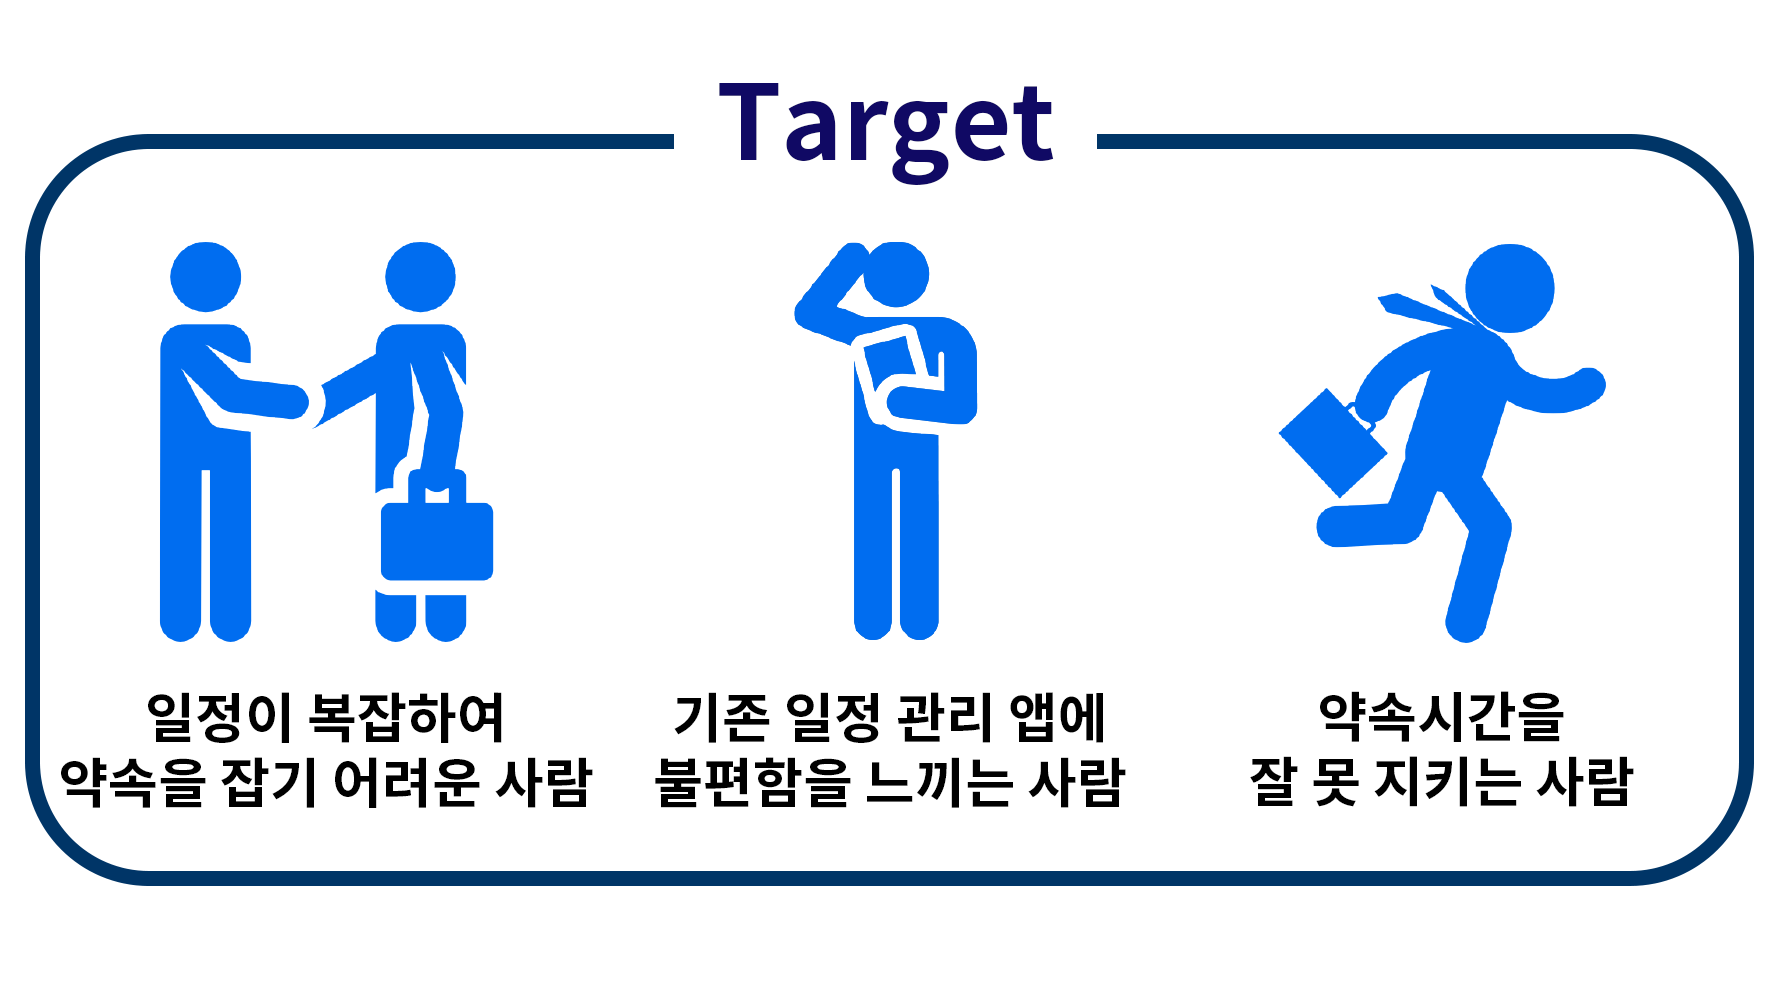 Target
일정이 복잡하여
약속을 잡기 어려운 사람
기존 일정 관리 앱에
불편함을 느끼는 사람
약속시간을
잘 못 지키는 사람